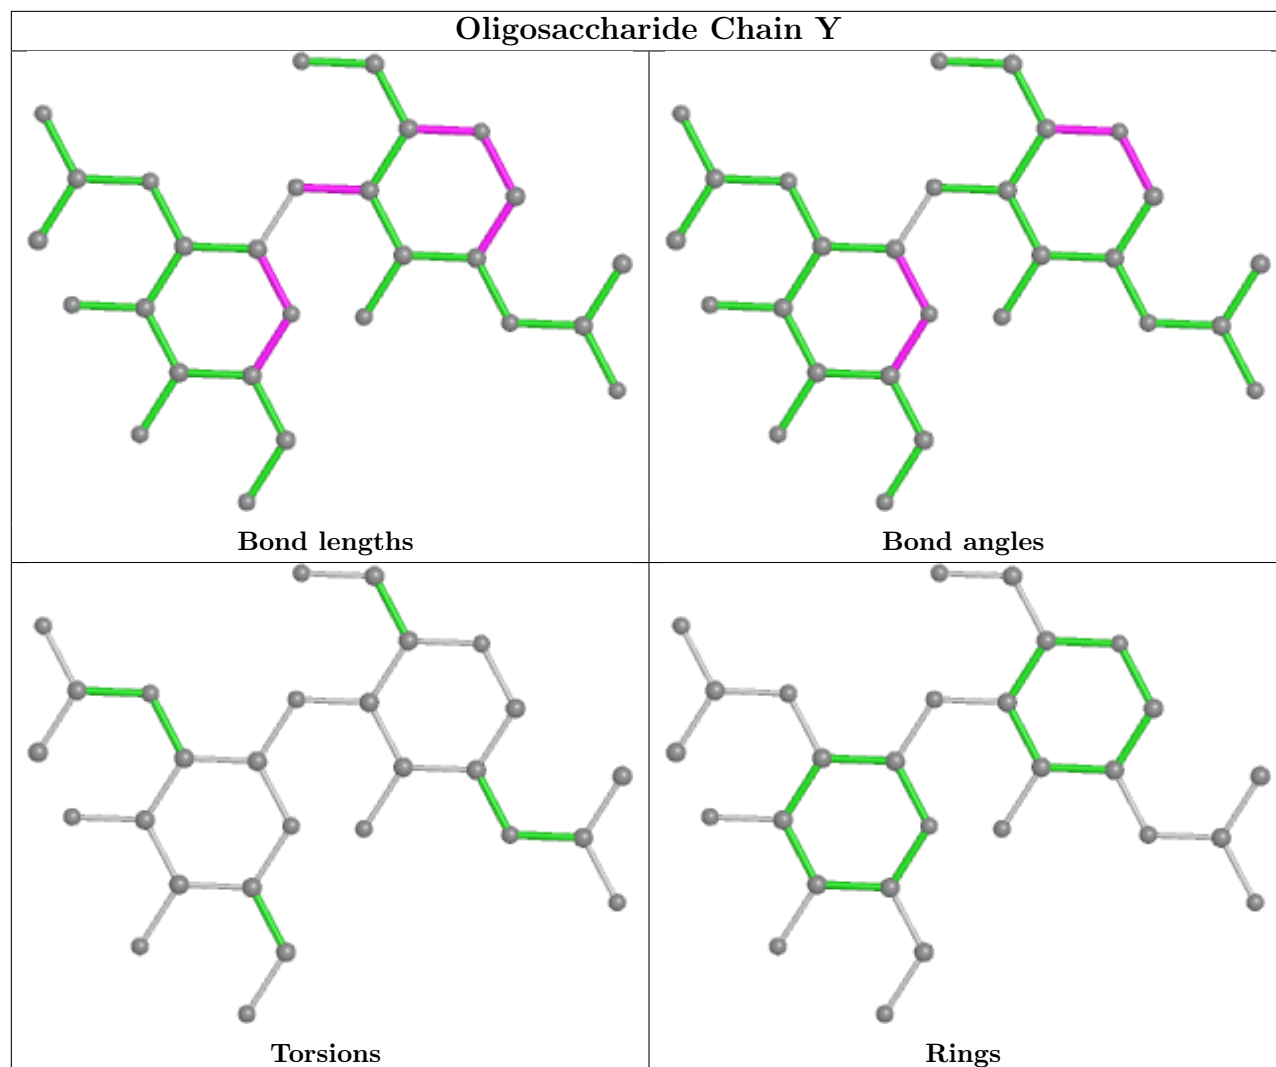 Oligosaccharide Chain Y
Bond lengths
Bond angles
Torsions
Rings